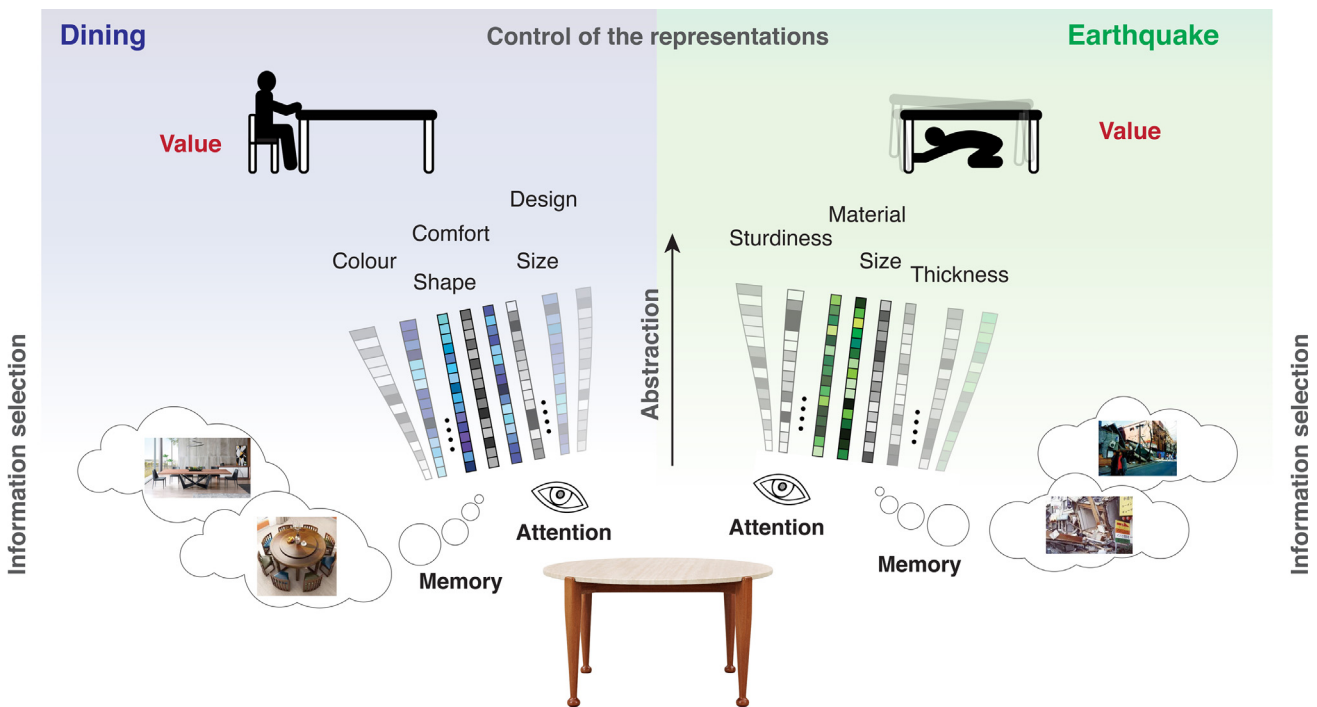 Dining
Control of the representations
Earthquake
Value
Value
Design
Comfort
Colour
Size
Shape
Material
Sturdiness
Size
Thickness
Abstraction
Information selection
Information selection
Attention
Memory
Attention
Memory